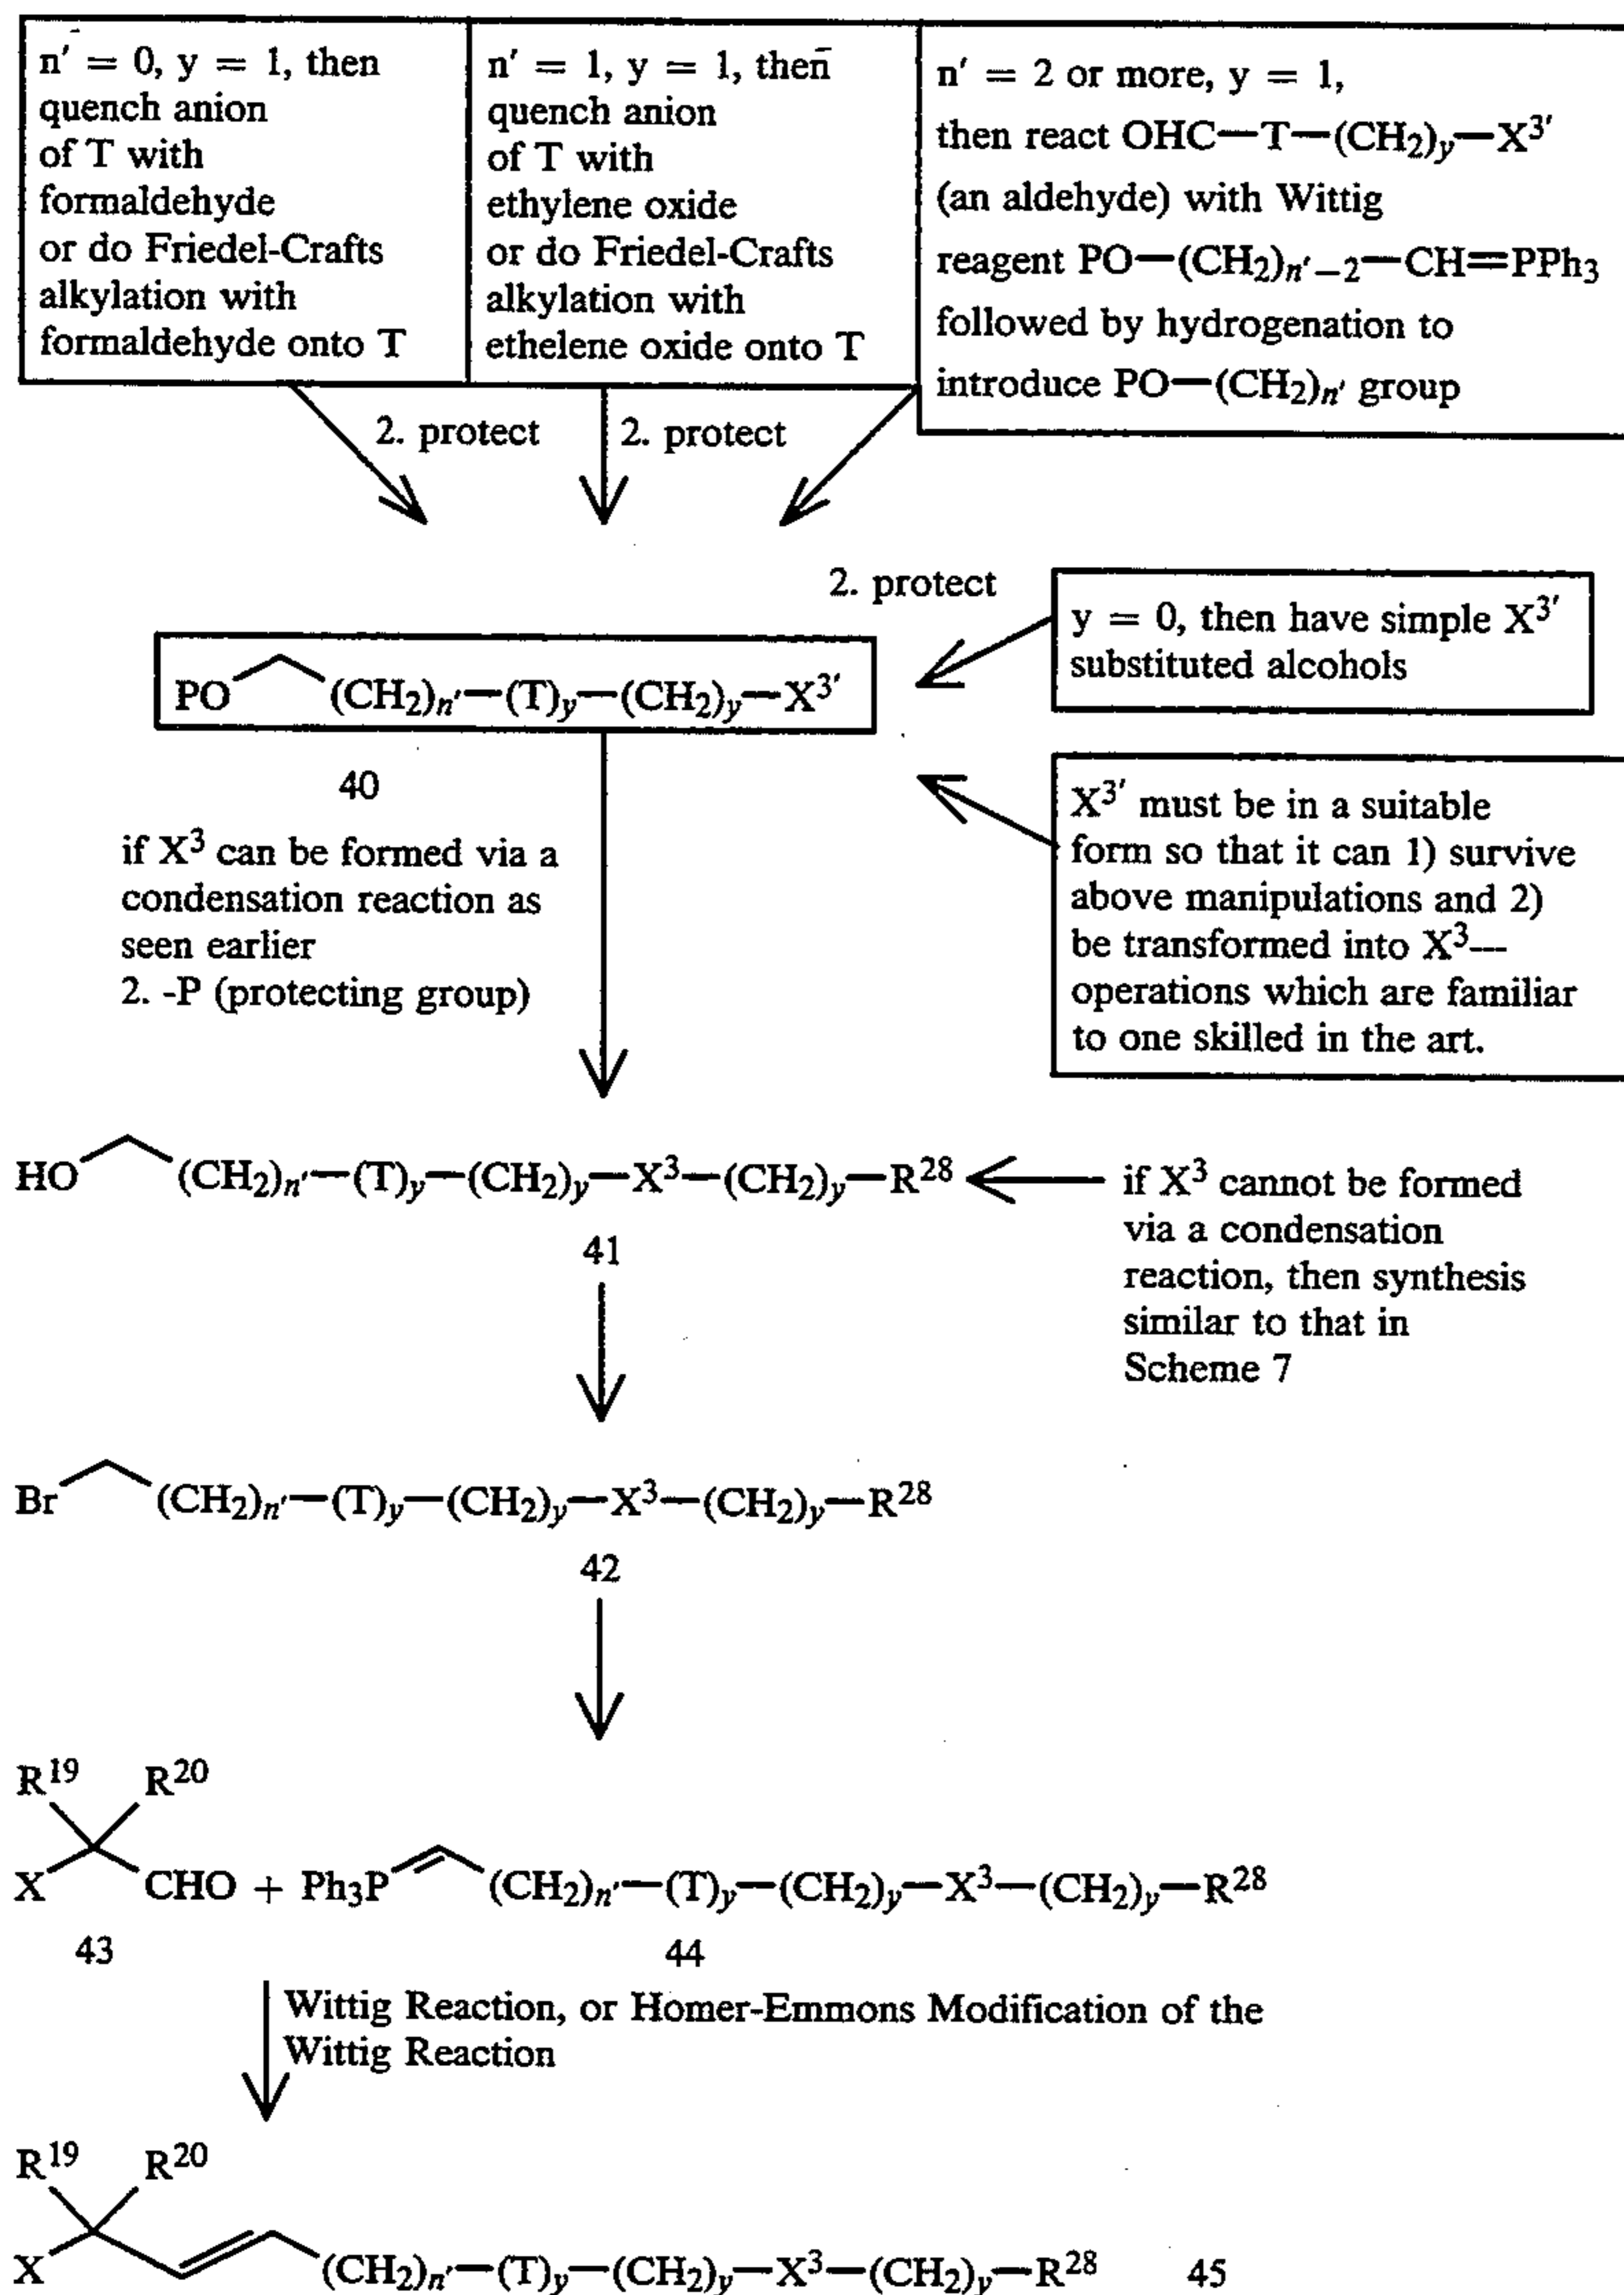 n′ = 0, y = 1, then
quench anion
of T with
formaldehyde
or do Friedel-Crafts
alkylation with
formaldehyde onto T
n′ = 1, y = 1, then
quench anion
of T with
ethylene oxide
or do Friedel-Crafts
alkylation with
ethelene oxide onto T
n′ = 2 or more, y = 1,
then react OHC—T—(CH₂)y—X³′
(an aldehyde) with Wittig
reagent PO—(CH₂)n′−2—CH=PPh₃
followed by hydrogenation to
introduce PO—(CH₂)n′ group
2. protect
2. protect
2. protect
y = 0, then have simple X³′
substituted alcohols
PO (CH₂)n′—(T)y—(CH₂)y—X³′
40
X³′ must be in a suitable
form so that it can 1) survive
above manipulations and 2)
be transformed into X³---
operations which are familiar
to one skilled in the art.
if X³ can be formed via a
condensation reaction as
seen earlier
2. -P (protecting group)
HO (CH₂)n′—(T)y—(CH₂)y—X³—(CH₂)y—R²⁸
41
if X³ cannot be formed
via a condensation
reaction, then synthesis
similar to that in
Scheme 7
Br (CH₂)n′—(T)y—(CH₂)y—X³—(CH₂)y—R²⁸
42
R¹⁹ R²⁰
X CHO + Ph₃P (CH₂)n′—(T)y—(CH₂)y—X³—(CH₂)y—R²⁸
43 44
Wittig Reaction, or Homer-Emmons Modification of the
Wittig Reaction
R¹⁹ R²⁰
X (CH₂)n′—(T)y—(CH₂)y—X³—(CH₂)y—R²⁸ 45